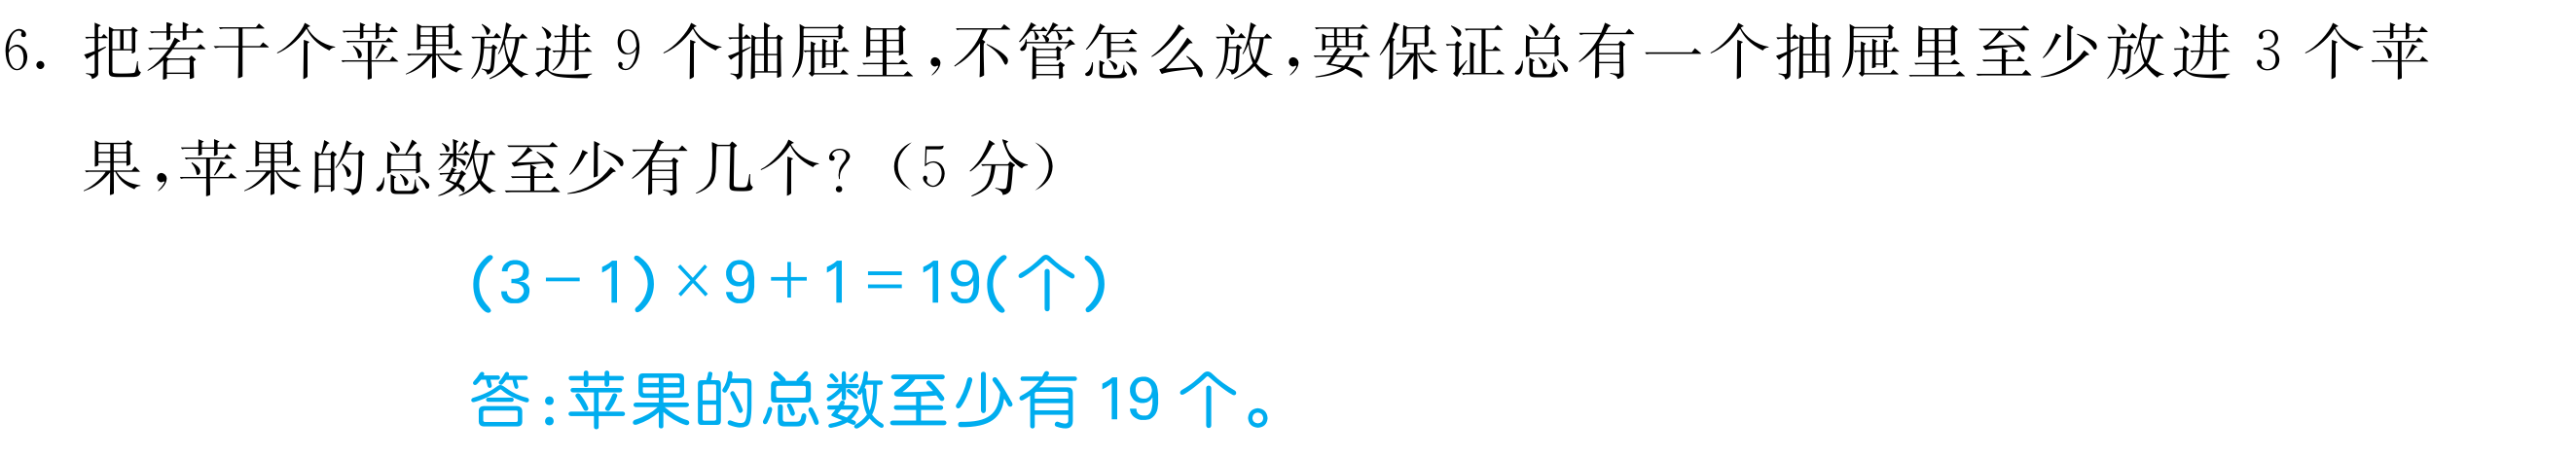 6. 把若干个苹果放进 9 个抽屉里,不管怎么放,要保证总有一个抽屉里至少放进 3 个苹
果,苹果的总数至少有几个?(5 分)
(3－1)×9＋1＝19(个)
答:苹果的总数至少有 19 个。